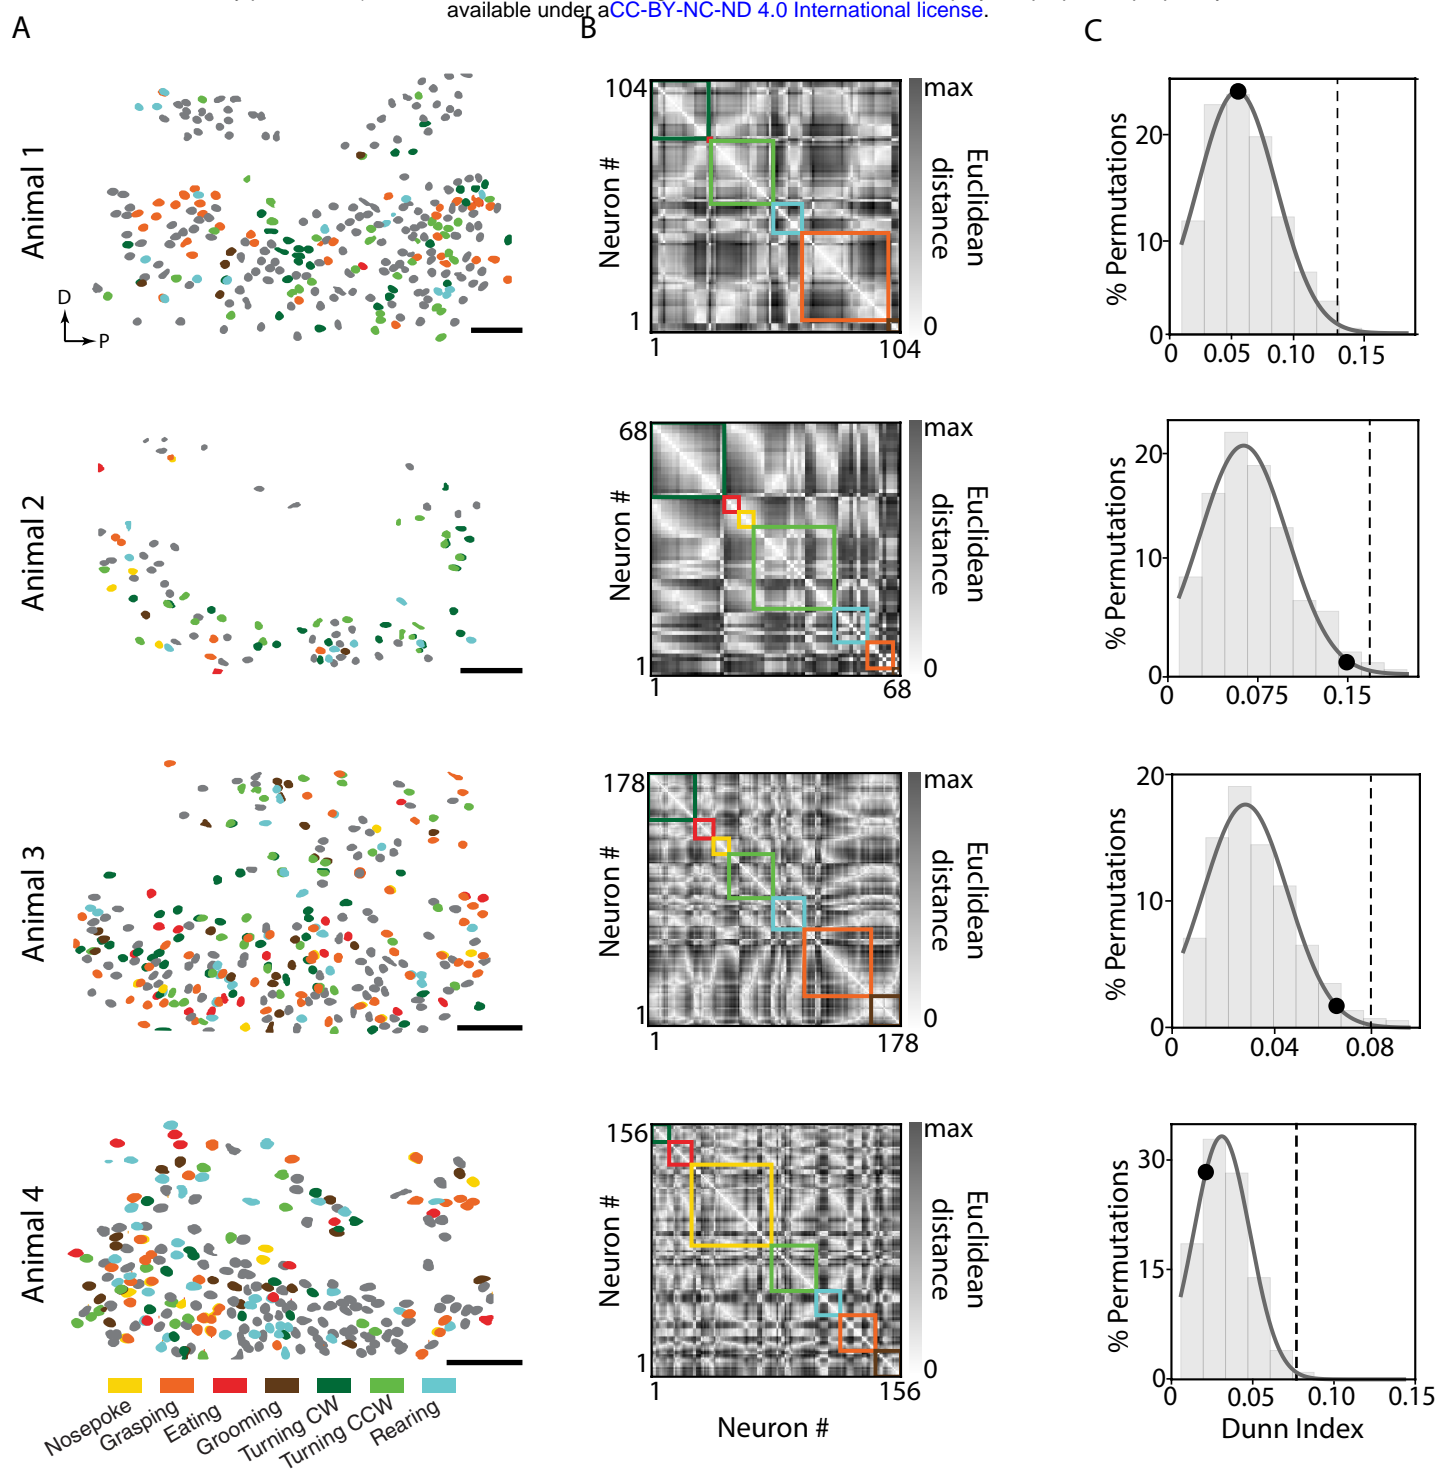 available under aCC-BY-NC-ND 4.0 International license.
A
B
C
Animal 1
D
P
104
Neuron #
1
1
104
max
0
Euclidean
distance
% Permutations
20
10
0
0
0.05
0.10
0.15
Animal 2
68
Neuron #
1
1
68
max
0
Euclidean
distance
% Permutations
20
10
0
0
0.075
0.15
Animal 3
178
Neuron #
1
1
178
max
0
Euclidean
distance
% Permutations
20
10
0
0
0.04
0.08
Animal 4
156
Neuron #
1
1
156
Neuron #
max
0
Euclidean
distance
% Permutations
30
15
0
0
0.05
0.10
0.15
Dunn Index
Nosepoke
Grasping
Eating
Grooming
Turning CW
Turning CCW
Rearing